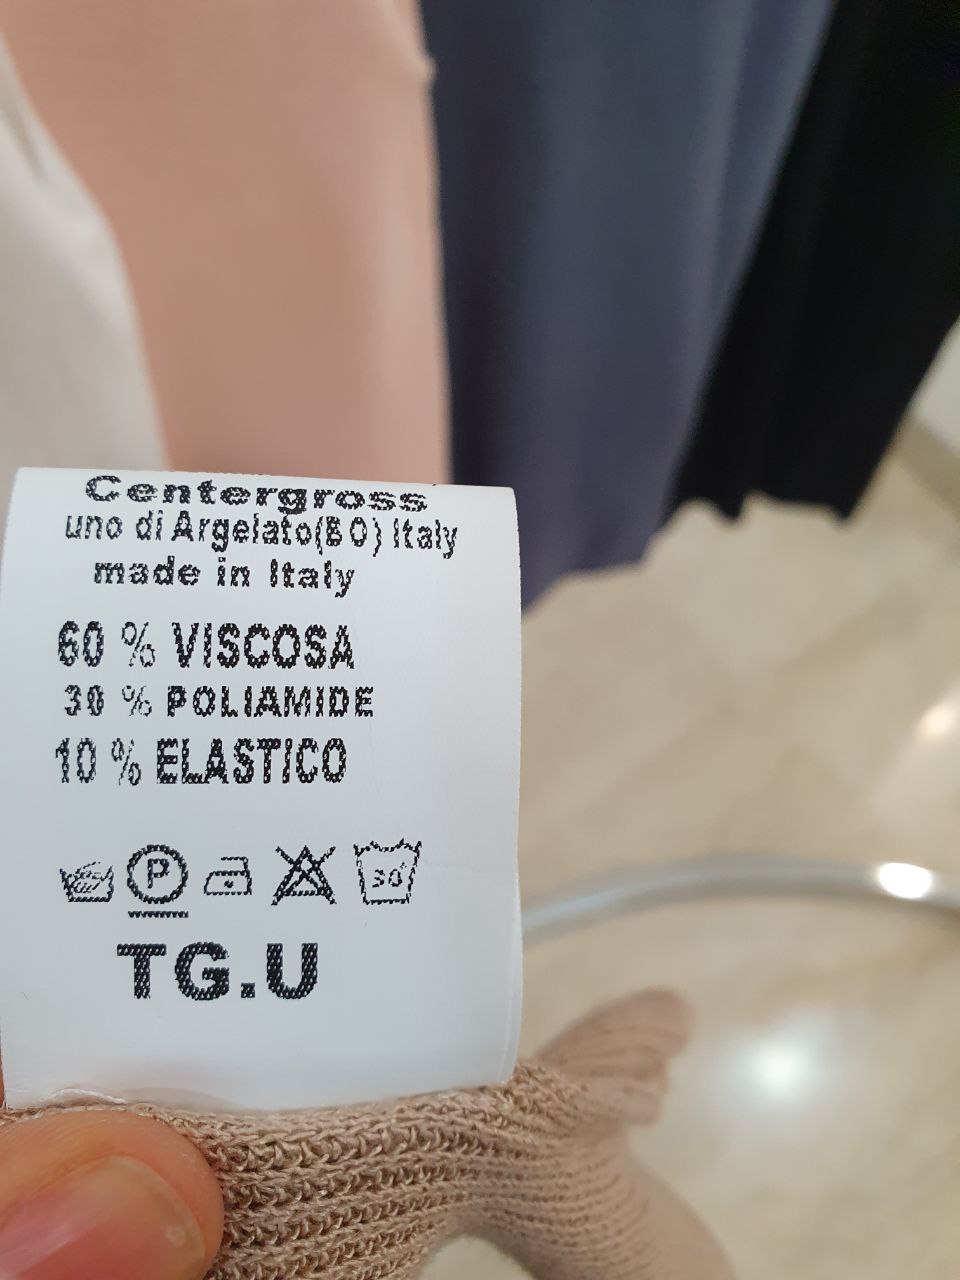 Centergross
uno di Argelato(BO) Italy
made in Italy
60 % VISCOSA
30 % POLIAMIDE
10 % ELASTICO
P 30
TG.U